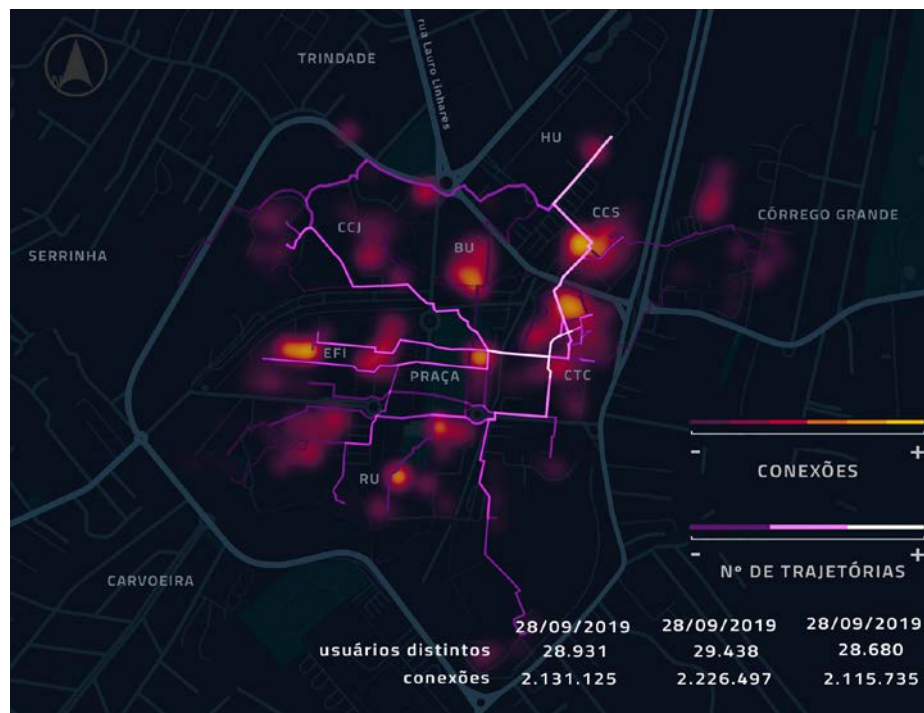 TRINDADE
rua Lauro Linhares
HU
CCS
CÓRREGO GRANDE
CCJ
BU
SERRINHA
EFI
PRAÇA
CTC
RU
- +
CONEXÕES
- +
Nº DE TRAJETÓRIAS
CARVOEIRA
28/09/2019 28/09/2019 28/09/2019
usuários distintos 28.931 29.438 28.680
conexões 2.131.125 2.226.497 2.115.735